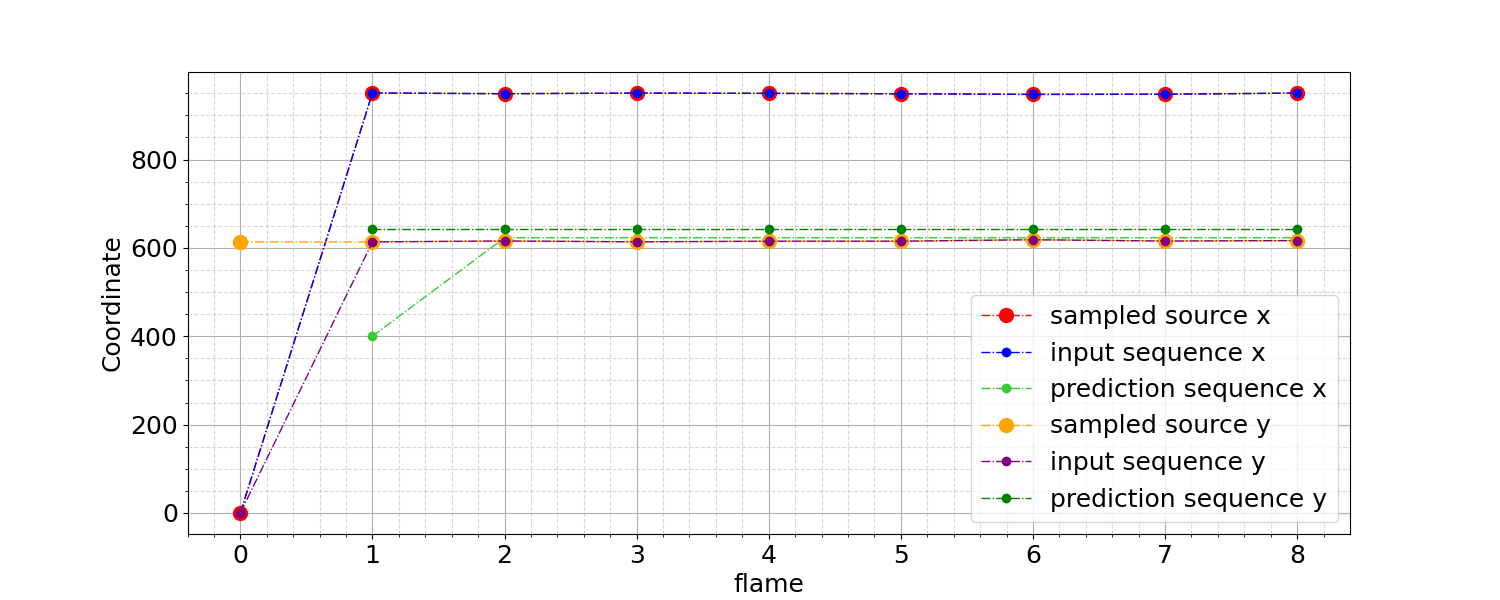 Coordinate
800
600
400
200
0
0 1 2 3 4 5 6 7 8
flame
sampled source x
input sequence x
prediction sequence x
sampled source y
input sequence y
prediction sequence y